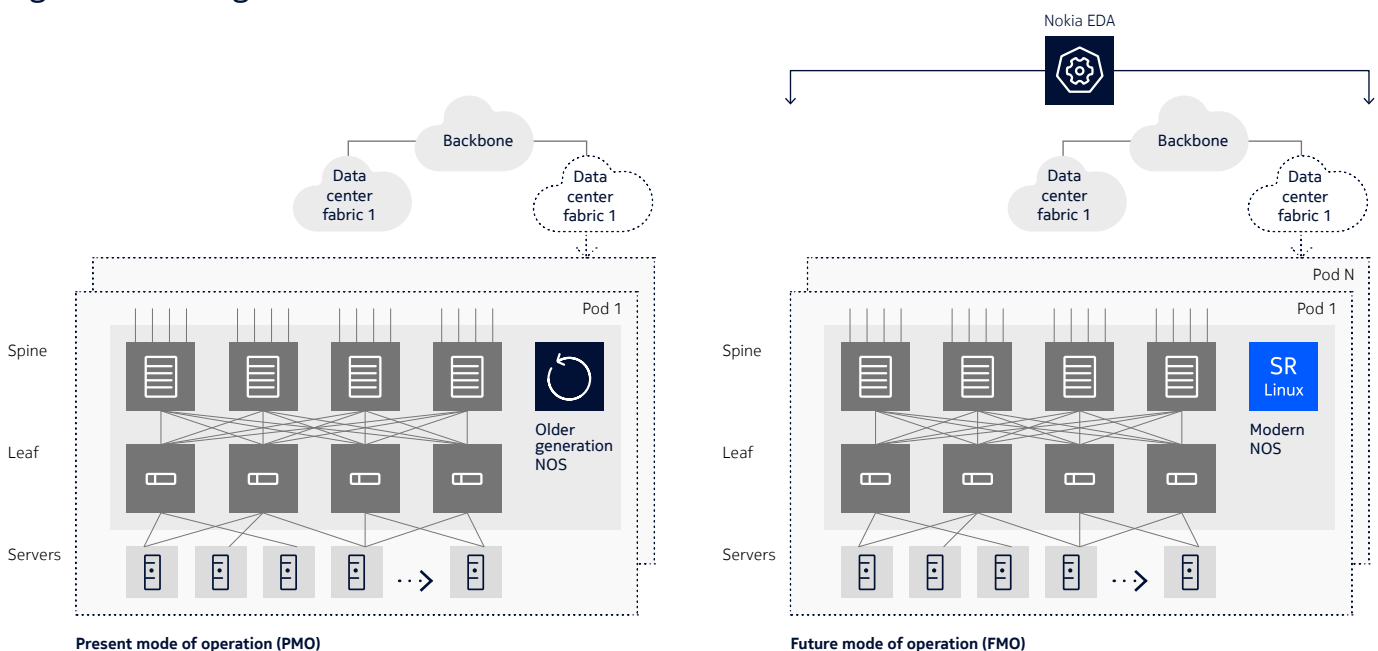 Nokia EDA
Backbone
Data
center
fabric 1
Data
center
fabric 1
Pod 1
Spine
Leaf
Servers
Older
generation
NOS
Present mode of operation (PMO)
Backbone
Data
center
fabric 1
Data
center
fabric 1
Pod N
Pod 1
Spine
Leaf
Servers
SR
Linux
Modern
NOS
Future mode of operation (FMO)